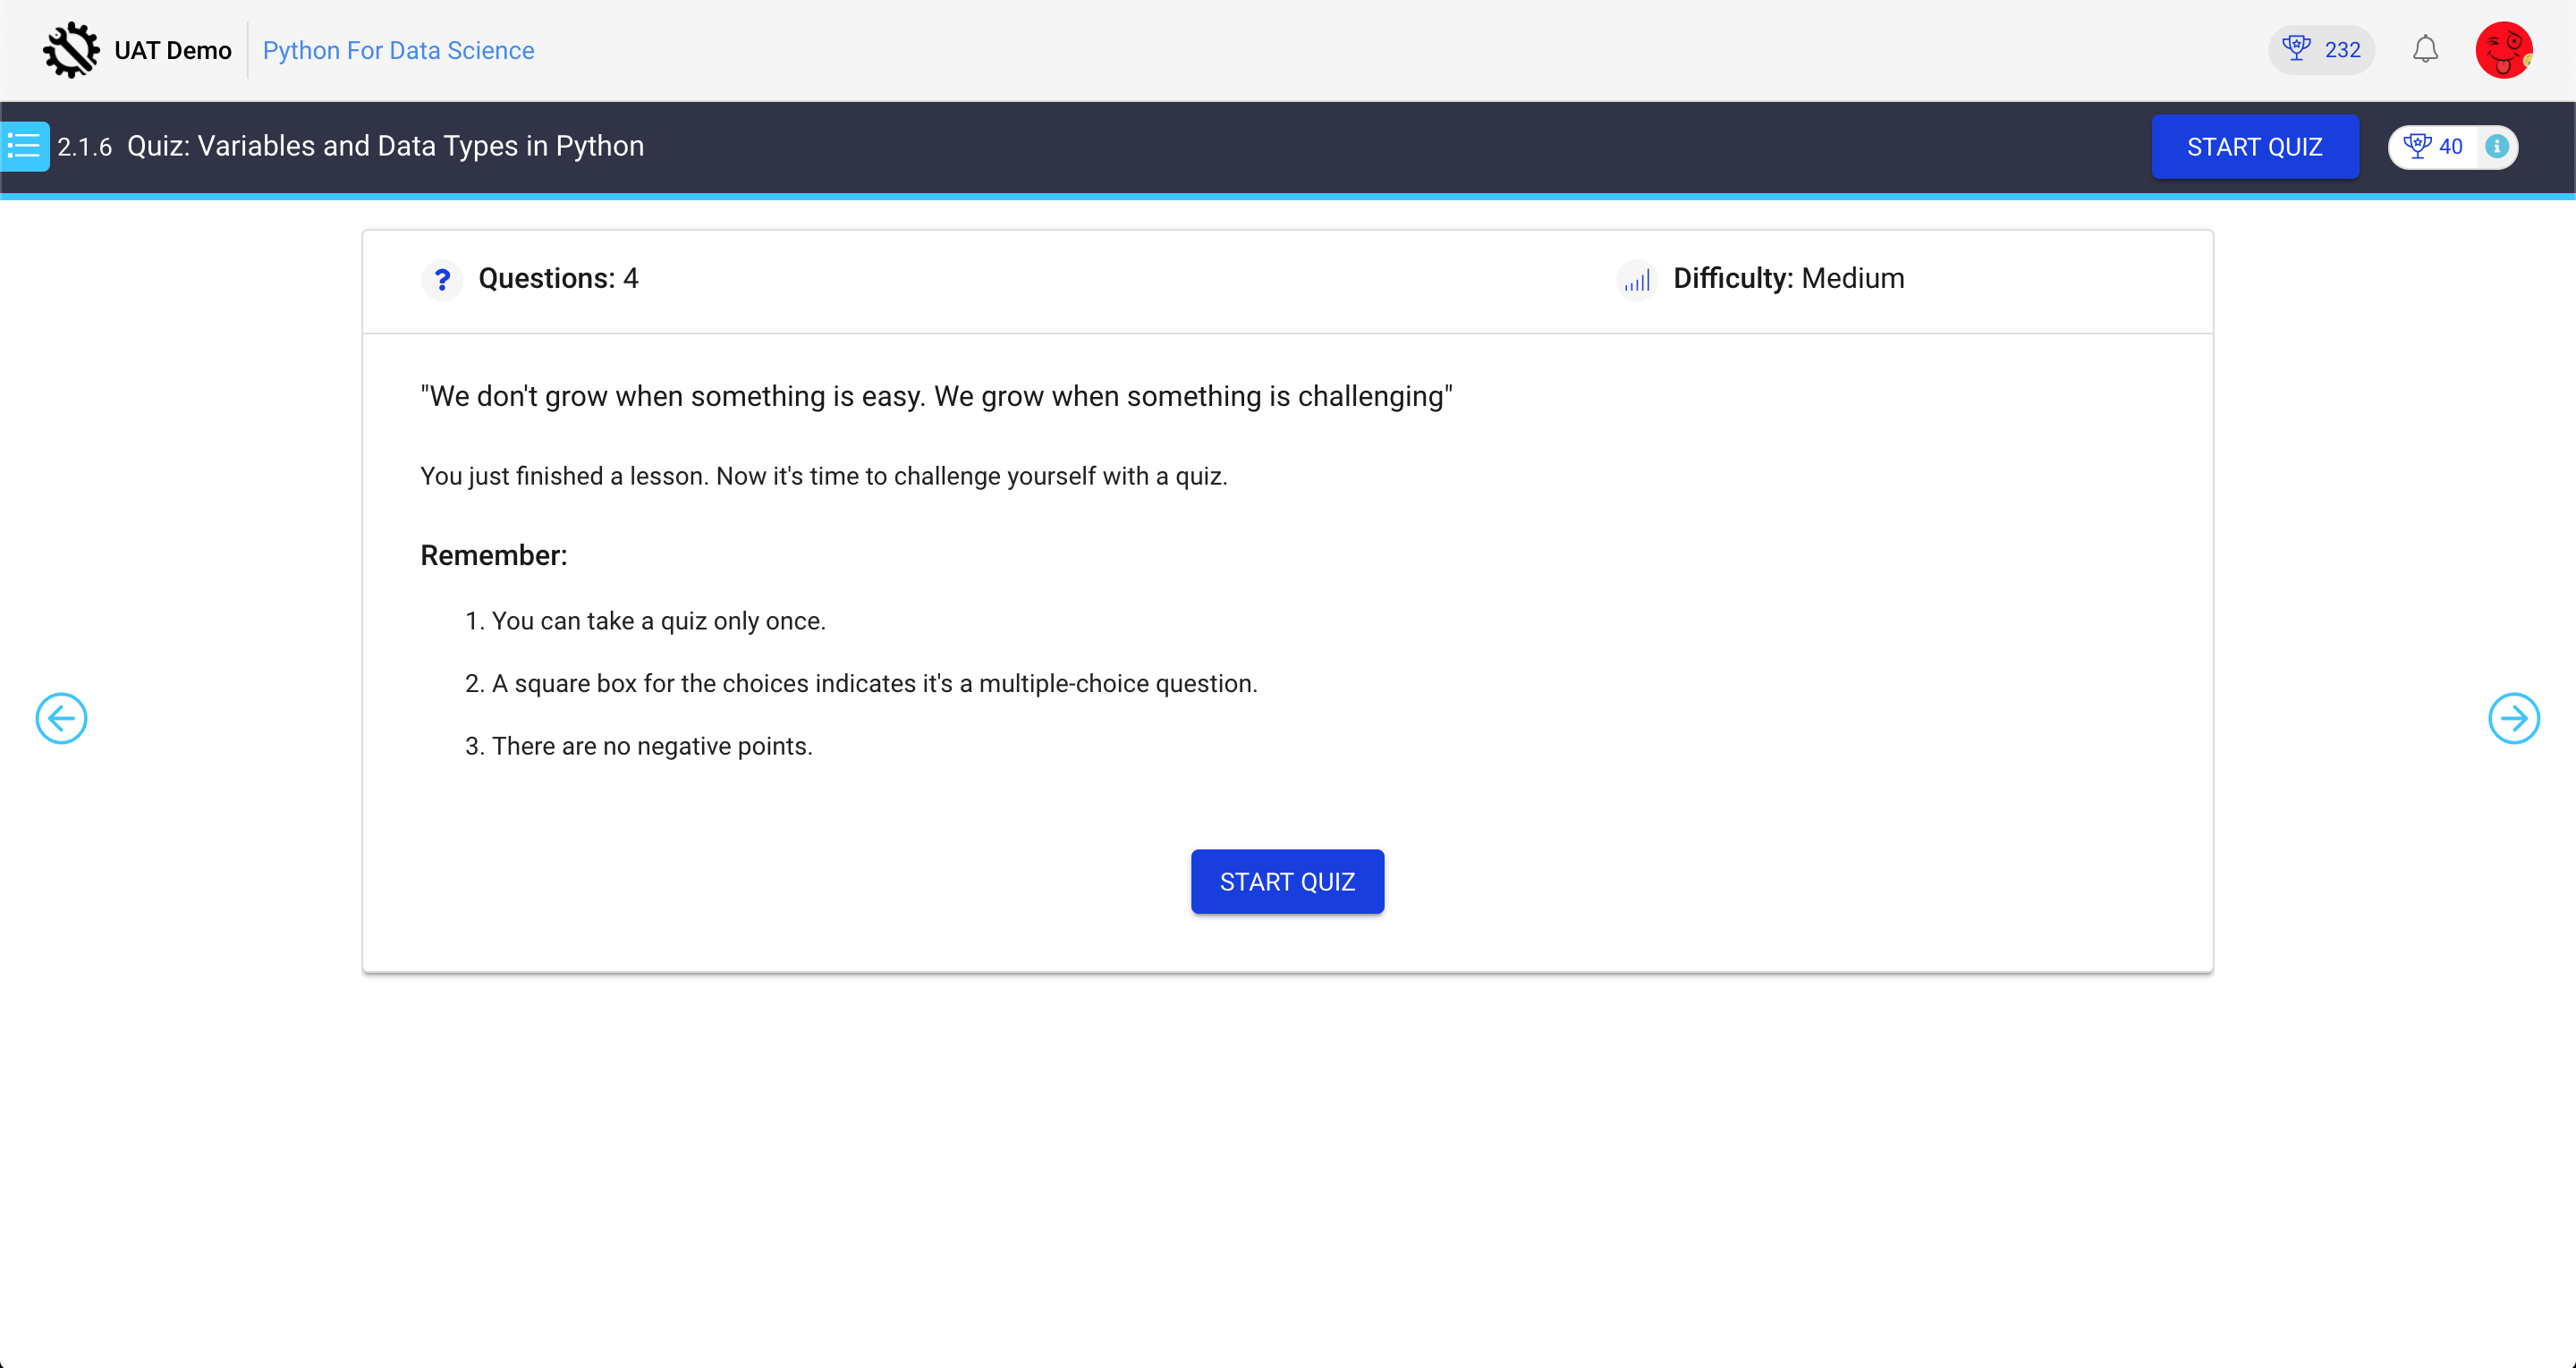 UAT Demo
Python For Data Science
232
2.1.6 Quiz: Variables and Data Types in Python
START QUIZ
40
Questions: 4
Difficulty: Medium
"We don't grow when something is easy. We grow when something is challenging"
You just finished a lesson. Now it's time to challenge yourself with a quiz.
Remember:
1. You can take a quiz only once.
2. A square box for the choices indicates it's a multiple-choice question.
3. There are no negative points.
START QUIZ